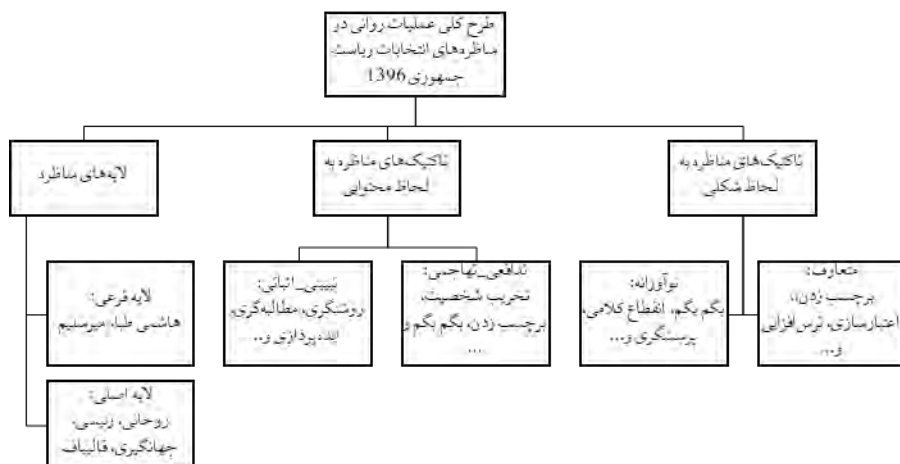 طرح کلی عملیات روانی در
مناظره‌های انتخابات ریاست
جمهوری 1396
تاکتیک‌های مناظره به
لحاظ شکلی
تاکتیک‌های مناظره به
لحاظ محتوایی
لایه‌های مناظره
متعارف:
برچسب زدن،
اعتبارسازی، ترس‌افزایی
و...
نوآورانه:
بگم بگم، انقطاع کلامی،
پرسشگری و...
تدافعی_تهاجمی:
تخریب شخصیت،
برچسب زدن، بگم بگم و
...
تبیینی_اثباتی:
روشنگری، مطالبه‌گری،
ایده‌پردازی و...
لایه فرعی:
هاشمی طبا، میرسلیم
لایه اصلی:
روحانی، رئیسی،
جهانگیری، قالیباف